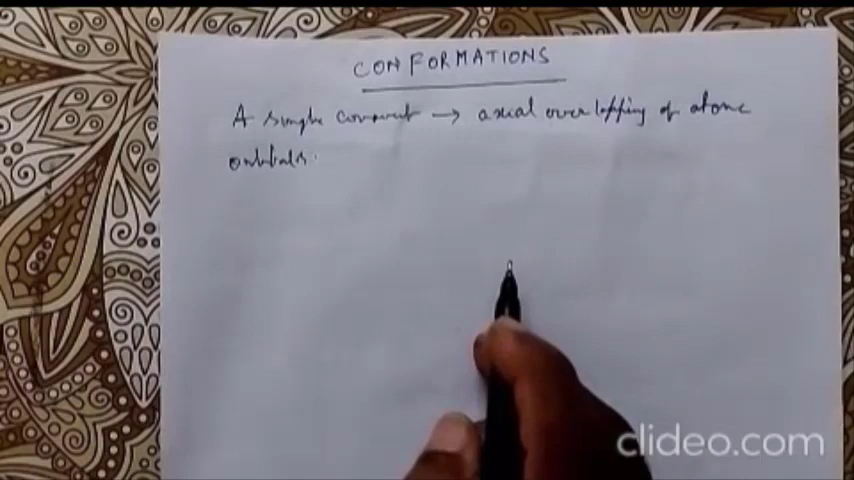 CONFORMATIONS
A single covalent → axial overlapping of atomic
orbitals.
clideo.com